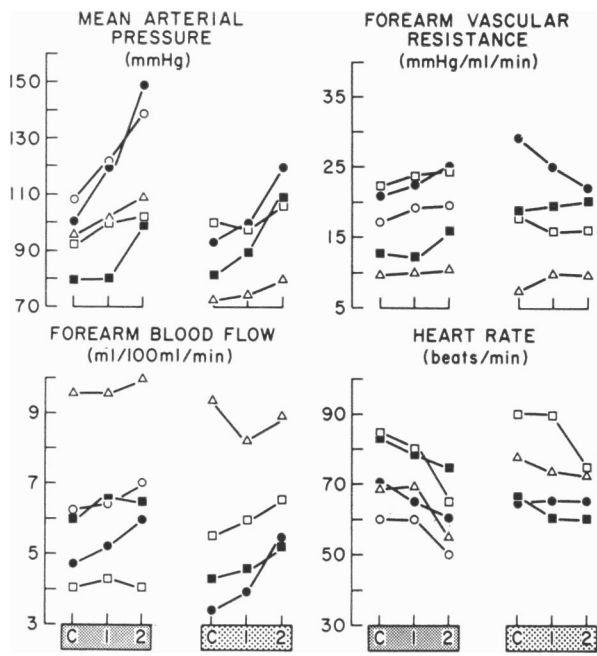 MEAN ARTERIAL
PRESSURE
(mmHg)
150
130
110
90
70
FOREARM VASCULAR
RESISTANCE
(mmHg/ml/min)
35
25
15
5
FOREARM BLOOD FLOW
(ml/100ml/min)
9
7
5
3
C 1 2
C 1 2
HEART RATE
(beats/min)
90
70
50
30
C 1 2
C 1 2